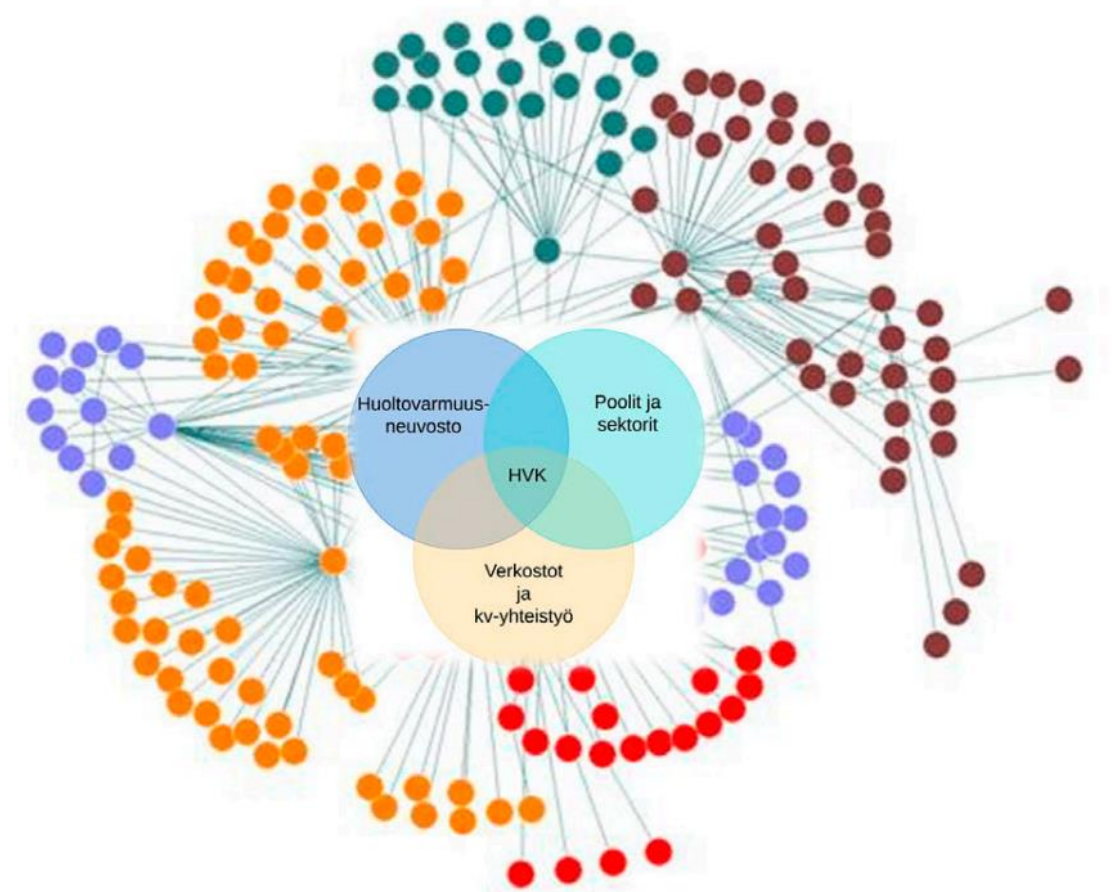 Huoltovarmuus-
neuvosto
Poolit ja
sektorit
HVK
Verkostot
ja
kv-yhteistyö